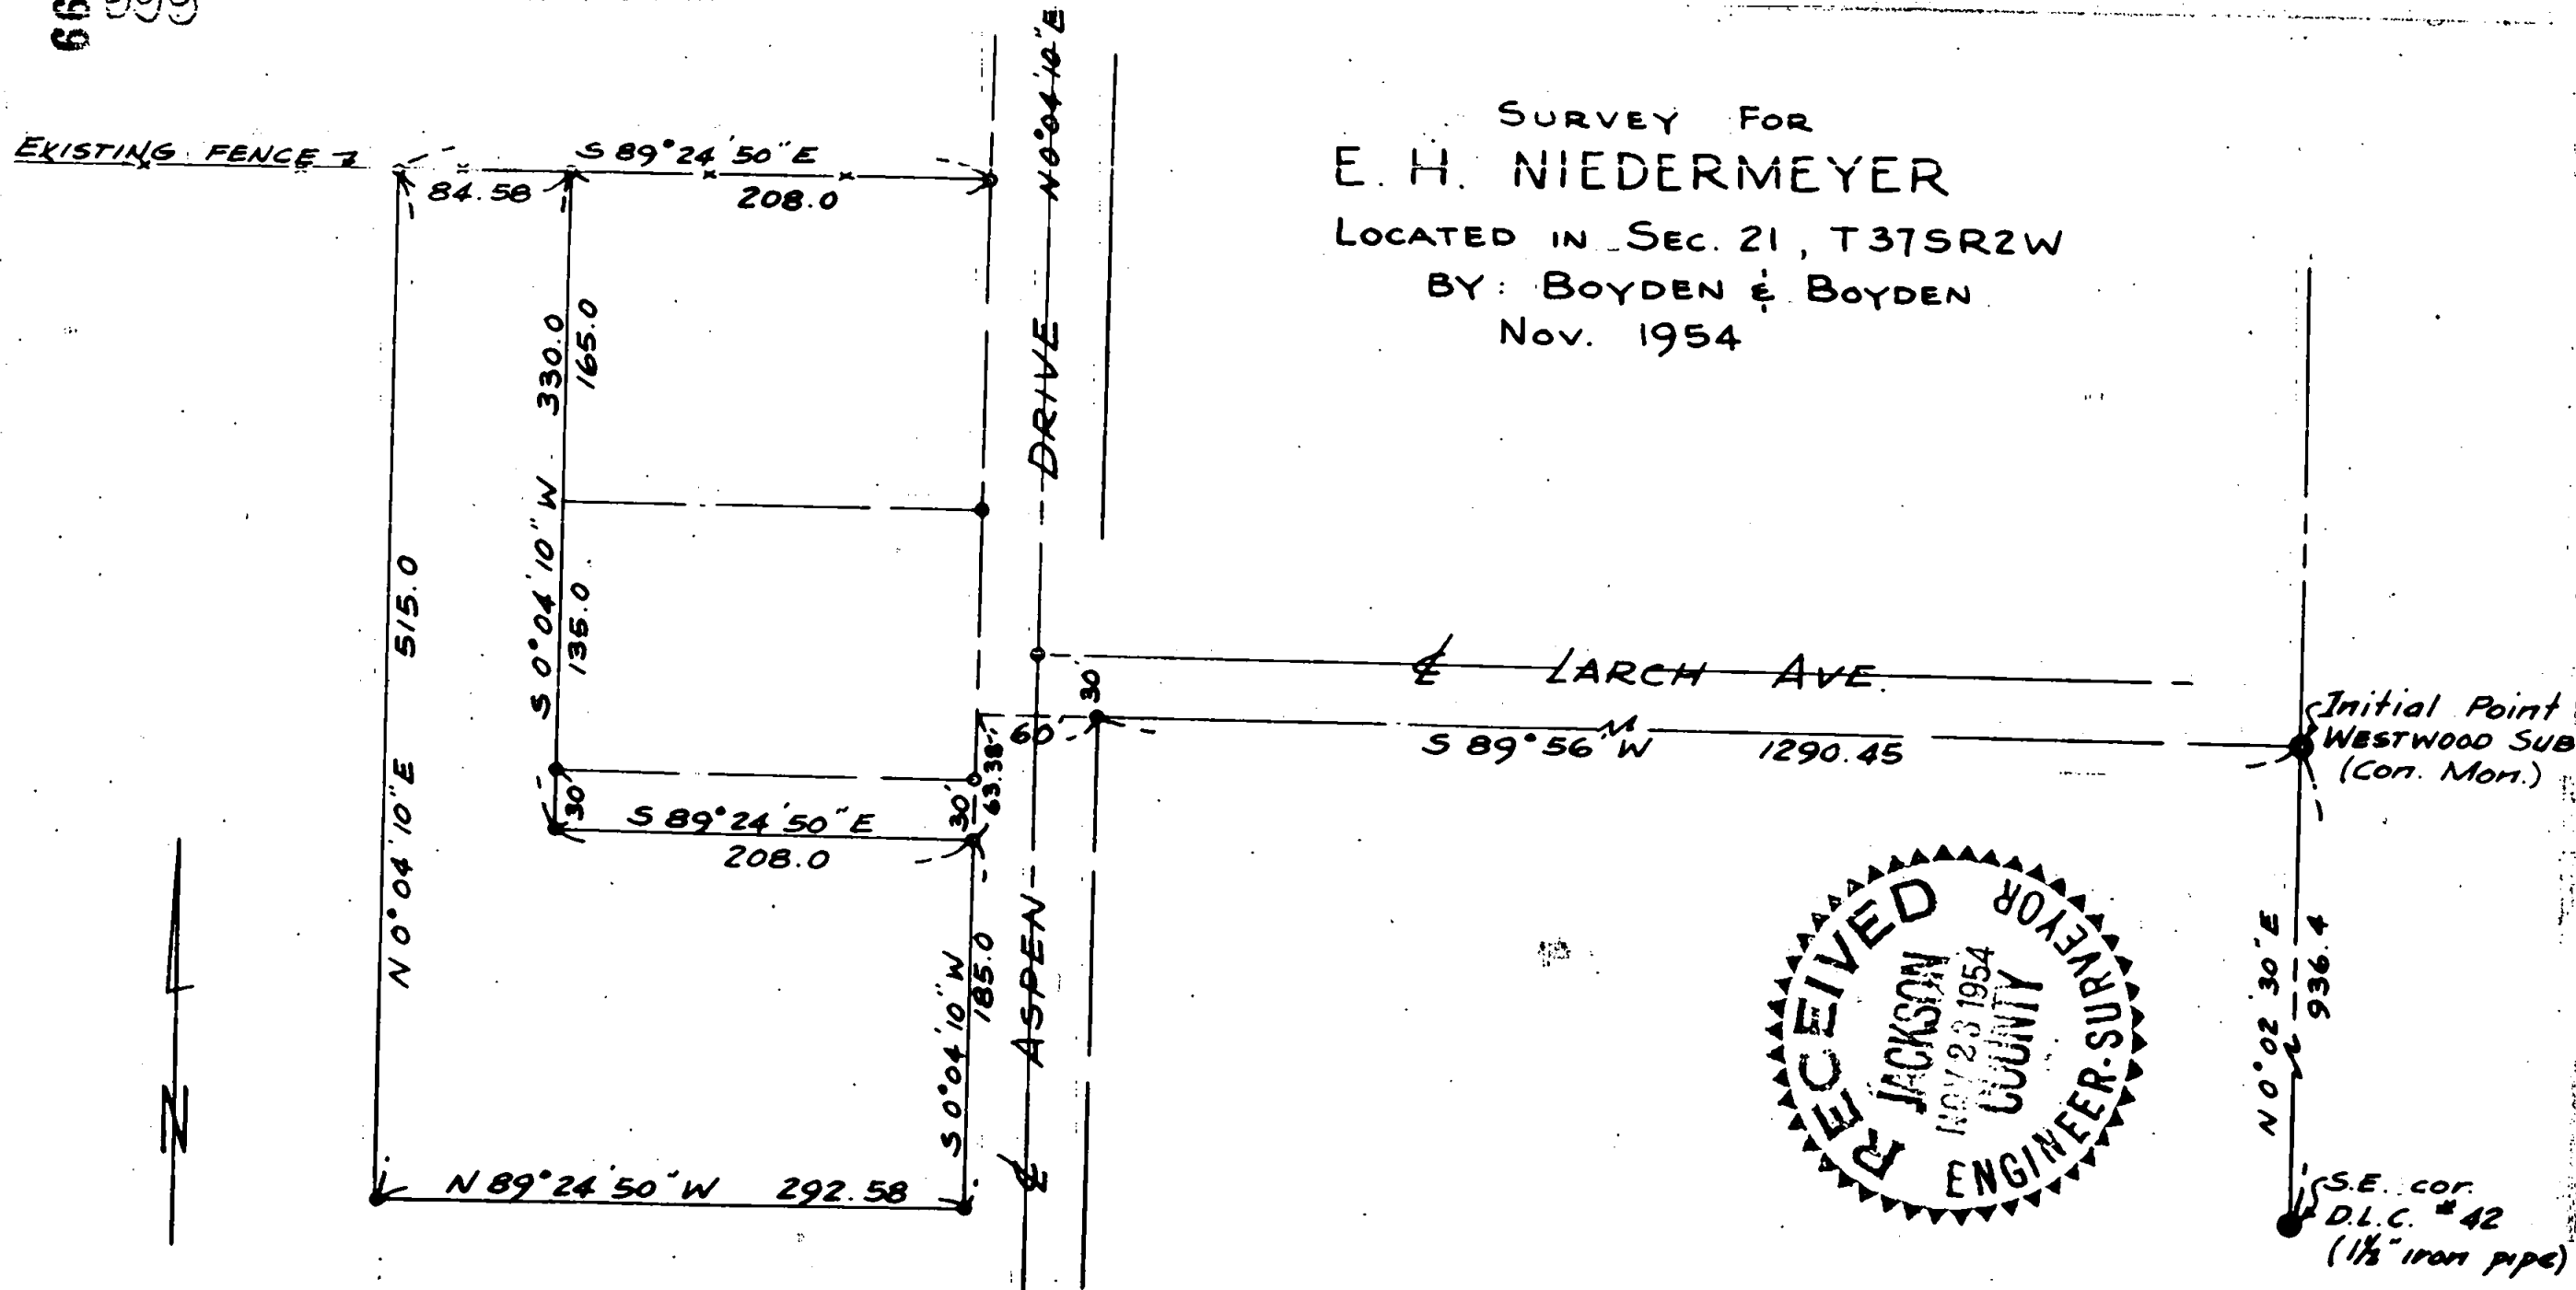 SURVEY FOR
E. H. NIEDERMEYER
LOCATED IN SEC. 21, T37SR2W
BY: BOYDEN & BOYDEN
NOV. 1954
EXISTING FENCE
S 89°24'50"E
84.58
208.0
N 0°04'10"E
DRIVE
S 0°04'10"W 330.0
165.0
135.0
N 0°04'10"E 515.0
30'
S 89°24'50"E
208.0
30'
63.38
60'
30'
℄ LARCH AVE.
S 89°56'W 1290.45
Initial Point
WESTWOOD SUB
(Con. Mon.)
S 0°04'10"W
185.0
℄ ASPEN
N 89°24'50"W 292.58
N
N 0°02'30"E
936.4
S.E. cor.
D.L.C. #42
(1½" iron pipe)
RECEIVED
JACKSON
NOV 23 1954
COUNTY
ENGINEER-SURVEYOR